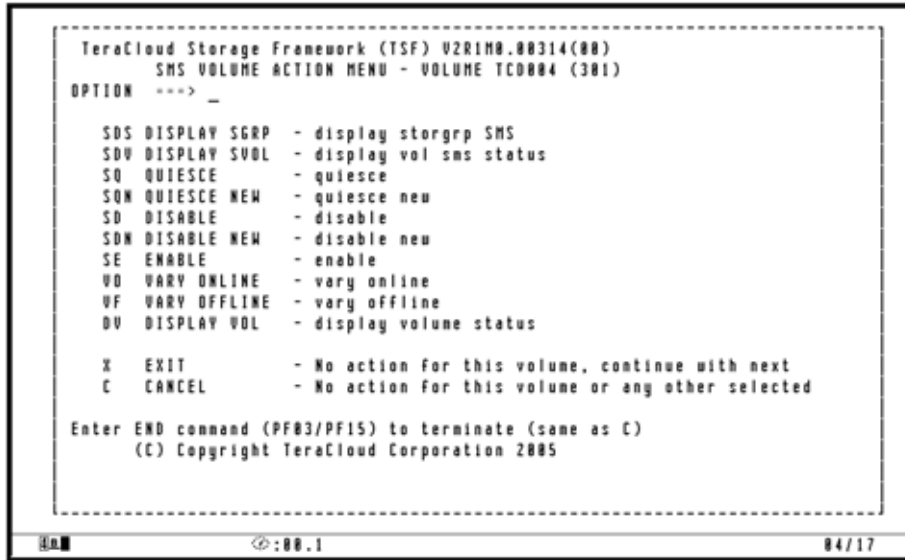 TeraCloud Storage Framework (TSF) V2R1M0.00314(00)
SMS VOLUME ACTION MENU - VOLUME TCD004 (301)
OPTION ---> _
SDS DISPLAY SGRP - display storgrp SMS
SDV DISPLAY SVOL - display vol sms status
SQ QUIESCE - quiesce
SQN QUIESCE NEW - quiesce new
SD DISABLE - disable
SDN DISABLE NEW - disable new
SE ENABLE - enable
VO VARY ONLINE - vary online
VF VARY OFFLINE - vary offline
DV DISPLAY VOL - display volume status
X EXIT - No action for this volume, continue with next
C CANCEL - No action for this volume or any other selected
Enter END command (PF03/PF15) to terminate (same as C)
(C) Copyright TeraCloud Corporation 2005
:00.1 04/17